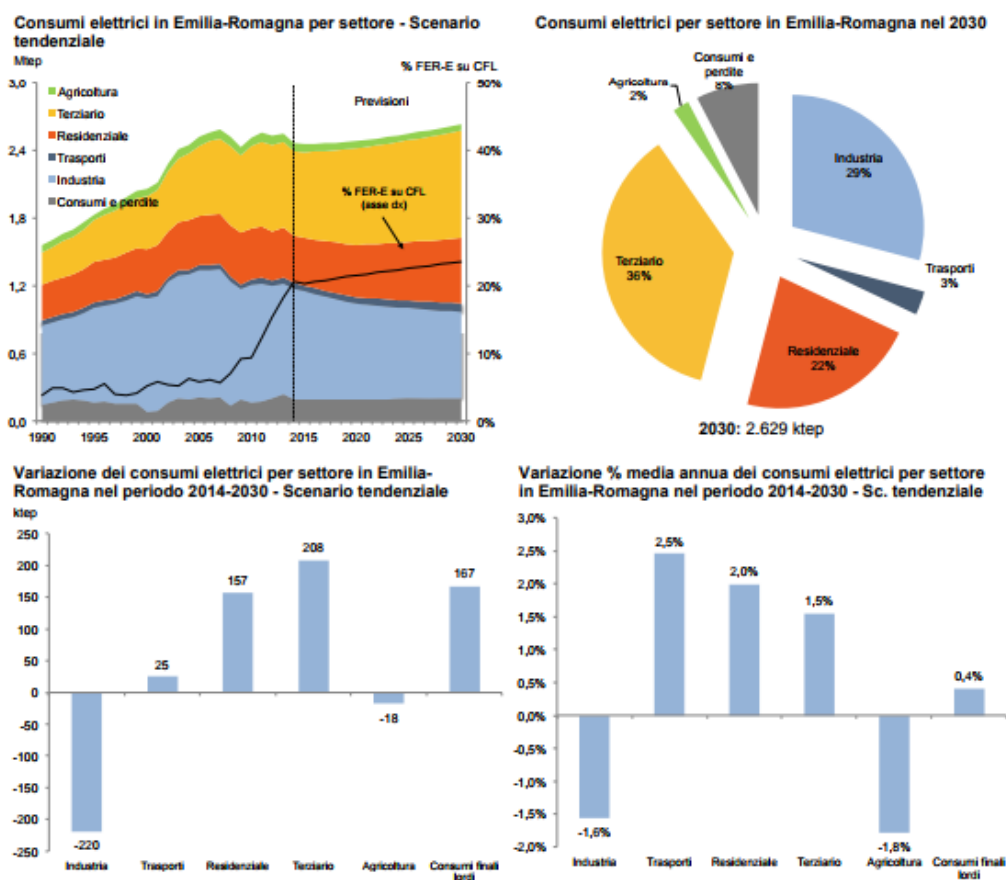 Consumi elettrici in Emilia-Romagna per settore - Scenario
tendenziale
Mtep
% FER-E su CFL
3,0
2,4
1,8
1,2
0,6
0,0
Agricoltura
Terziario
Residenziale
Trasporti
Industria
Consumi e perdite
Previsioni
% FER-E su CFL
(asse dx)
50%
40%
30%
20%
10%
0%
1990 1995 2000 2005 2010 2015 2020 2025 2030
Consumi elettrici per settore in Emilia-Romagna nel 2030
Consumi e
perdite
8%
Agricoltura
2%
Industria
29%
Terziario
36%
Trasporti
3%
Residenziale
22%
2030: 2.629 ktep
Variazione dei consumi elettrici per settore in Emilia-
Romagna nel periodo 2014-2030 - Scenario tendenziale
ktep
250
200
150
100
50
0
-50
-100
-150
-200
-250
-220
25
157
208
-18
167
Industria Trasporti Residenziale Terziario Agricoltura Consumi finali
lordi
Variazione % media annua dei consumi elettrici per settore
in Emilia-Romagna nel periodo 2014-2030 - Sc. tendenziale
3,0%
2,5%
2,0%
1,5%
1,0%
0,5%
0,0%
-0,5%
-1,0%
-1,5%
-2,0%
-1,6%
2,5%
2,0%
1,5%
-1,8%
0,4%
Industria Trasporti Residenziale Terziario Agricoltura Consumi finali
lordi